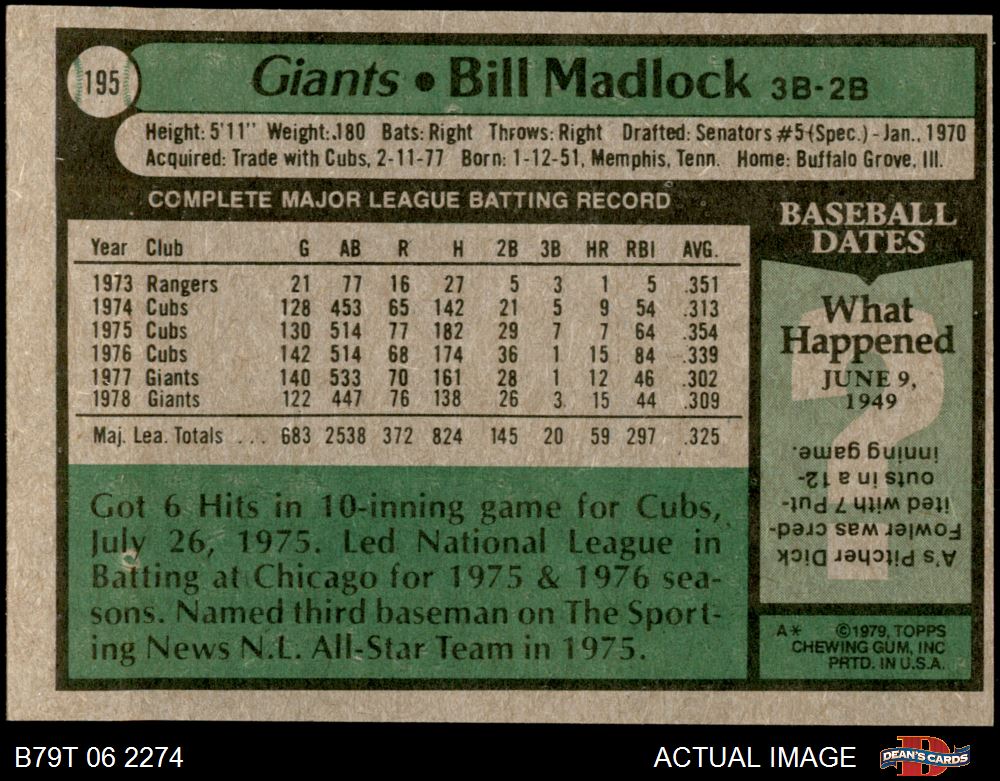 195
Giants • Bill Madlock 3B-2B
Height: 5'11" Weight: 180 Bats: Right Throws: Right Drafted: Senators #5 (Spec.) - Jan., 1970
Acquired: Trade with Cubs, 2-11-77 Born: 1-12-51, Memphis, Tenn. Home: Buffalo Grove, Ill.
COMPLETE MAJOR LEAGUE BATTING RECORD
Year Club G AB R H 2B 3B HR RBI AVG.
1973 Rangers 21 77 16 27 5 3 1 5 .351
1974 Cubs 128 453 65 142 21 5 9 54 .313
1975 Cubs 130 514 77 182 29 7 7 64 .354
1976 Cubs 142 514 68 174 36 1 15 84 .339
1977 Giants 140 533 70 161 28 1 12 46 .302
1978 Giants 122 447 76 138 26 3 15 44 .309
Maj. Lea. Totals ... 683 2538 372 824 145 20 59 297 .325
Got 6 Hits in 10-inning game for Cubs,
July 26, 1975. Led National League in
Batting at Chicago for 1975 & 1976 sea-
sons. Named third baseman on The Sport-
ing News N.L. All-Star Team in 1975.
BASEBALL
DATES
What
Happened
JUNE 9,
1949
?
A's Pitcher Dick
Fowler was cred-
ited with 7 Put-
outs in a 12-
inning game.
A* ©1979, TOPPS
CHEWING GUM, INC
PRTD. IN U.S.A.
B79T 06 2274
ACTUAL IMAGE
D
DEAN'S CARDS